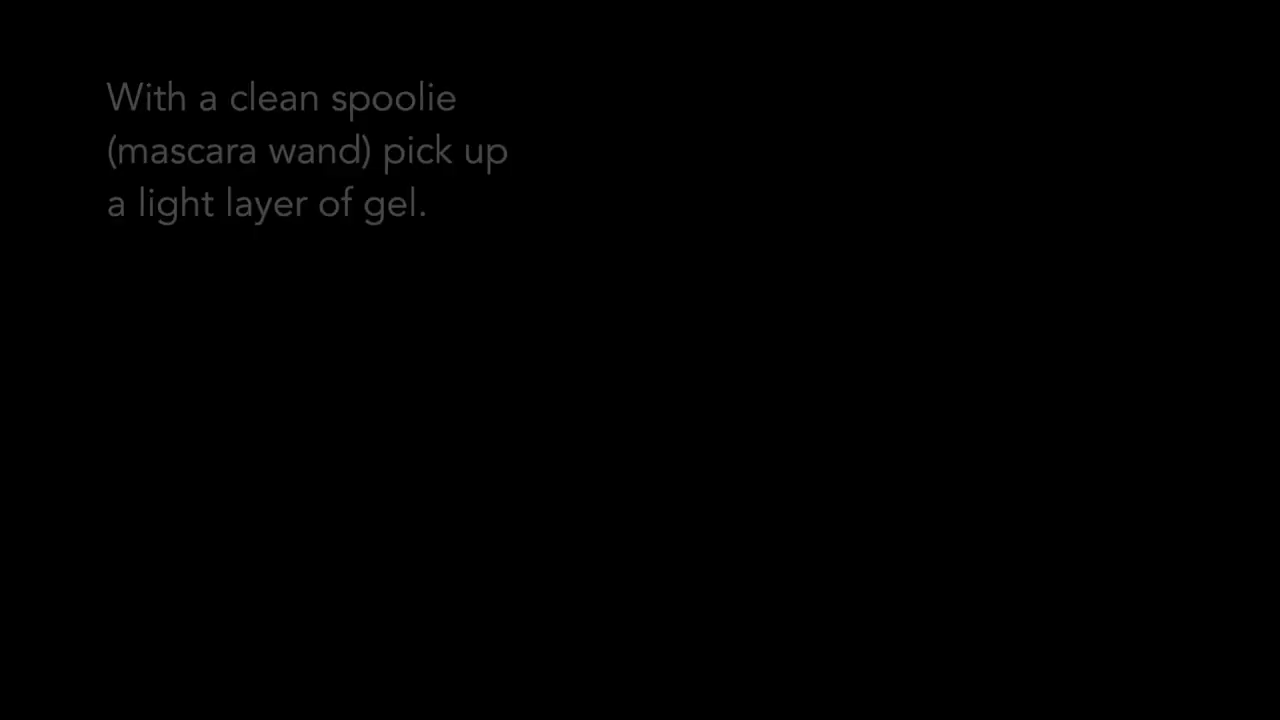 With a clean spoolie
(mascara wand) pick up
a light layer of gel.